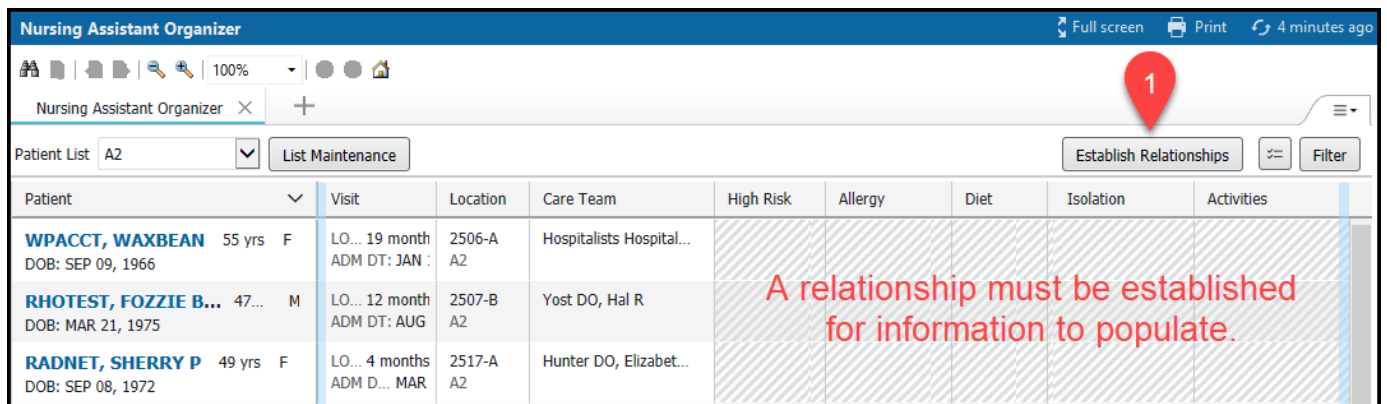 Nursing Assistant Organizer Full screen Print 4 minutes ago
100%
1
Nursing Assistant Organizer
Patient List A2 List Maintenance Establish Relationships Filter
Patient Visit Location Care Team High Risk Allergy Diet Isolation Activities
WPACCT, WAXBEAN 55 yrs F LO... 19 month 2506-A Hospitalists Hospital...
DOB: SEP 09, 1966 ADM DT: JAN A2
A relationship must be established
RHOTEST, FOZZIE B... 47... M LO... 12 month 2507-B Yost DO, Hal R
DOB: MAR 21, 1975 ADM DT: AUG A2
for information to populate.
RADNET, SHERRY P 49 yrs F LO... 4 months 2517-A Hunter DO, Elizabet...
DOB: SEP 08, 1972 ADM D... MAR A2